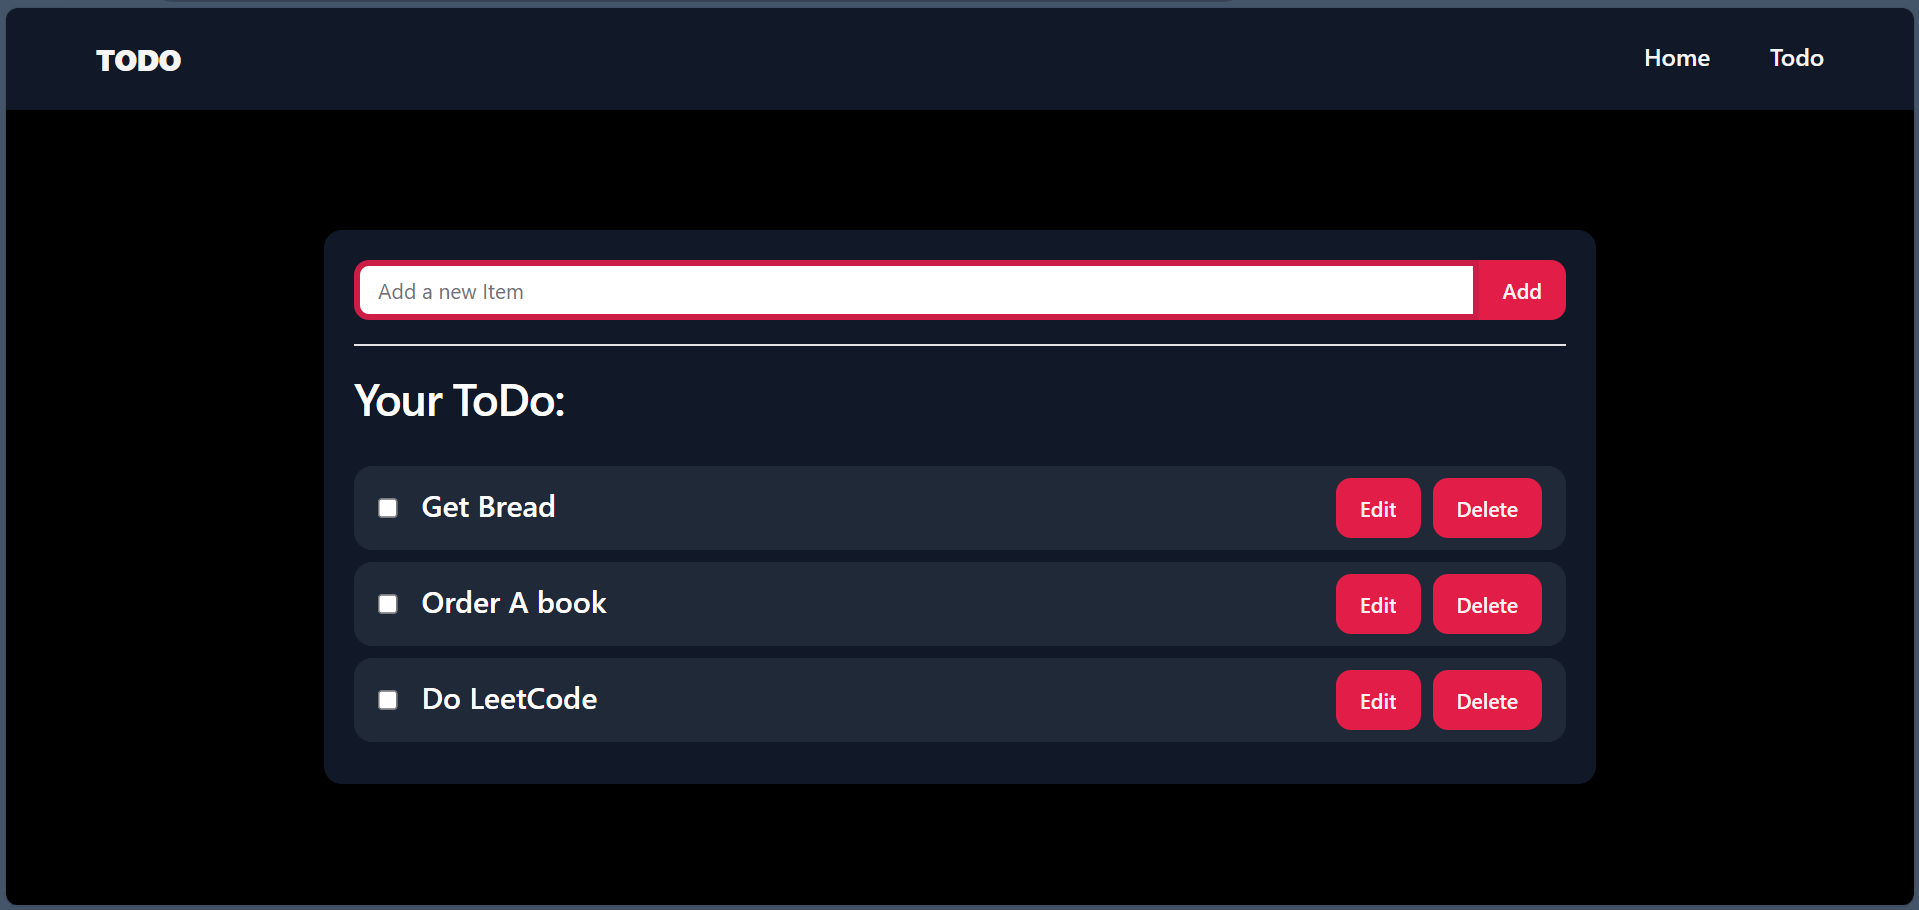 TODO Home Todo
Add a new Item Add
Your ToDo:
Get Bread Edit Delete
Order A book Edit Delete
Do LeetCode Edit Delete